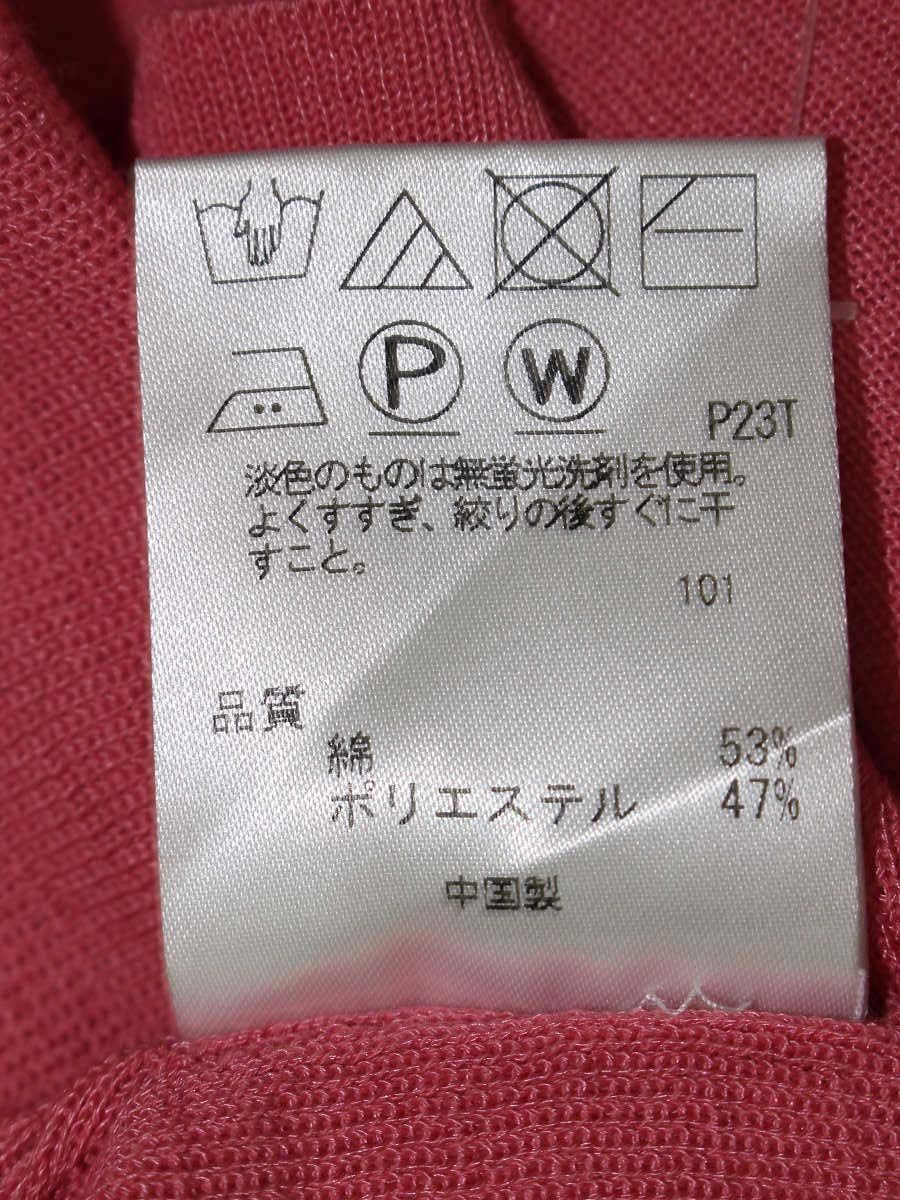 P
W
P23T
淡色のものは無蛍光洗剤を使用。
よくすすぎ、絞りの後すぐに干
すこと。
101
品質
綿 53%
ポリエステル 47%
中国製